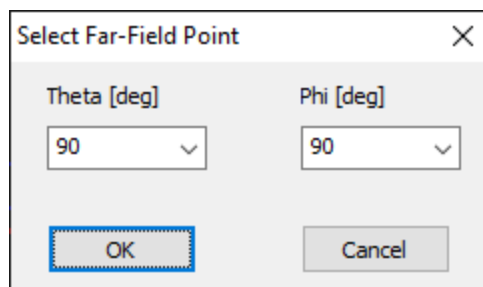 Select Far-Field Point
Theta [deg] Phi [deg]
90 90
OK Cancel